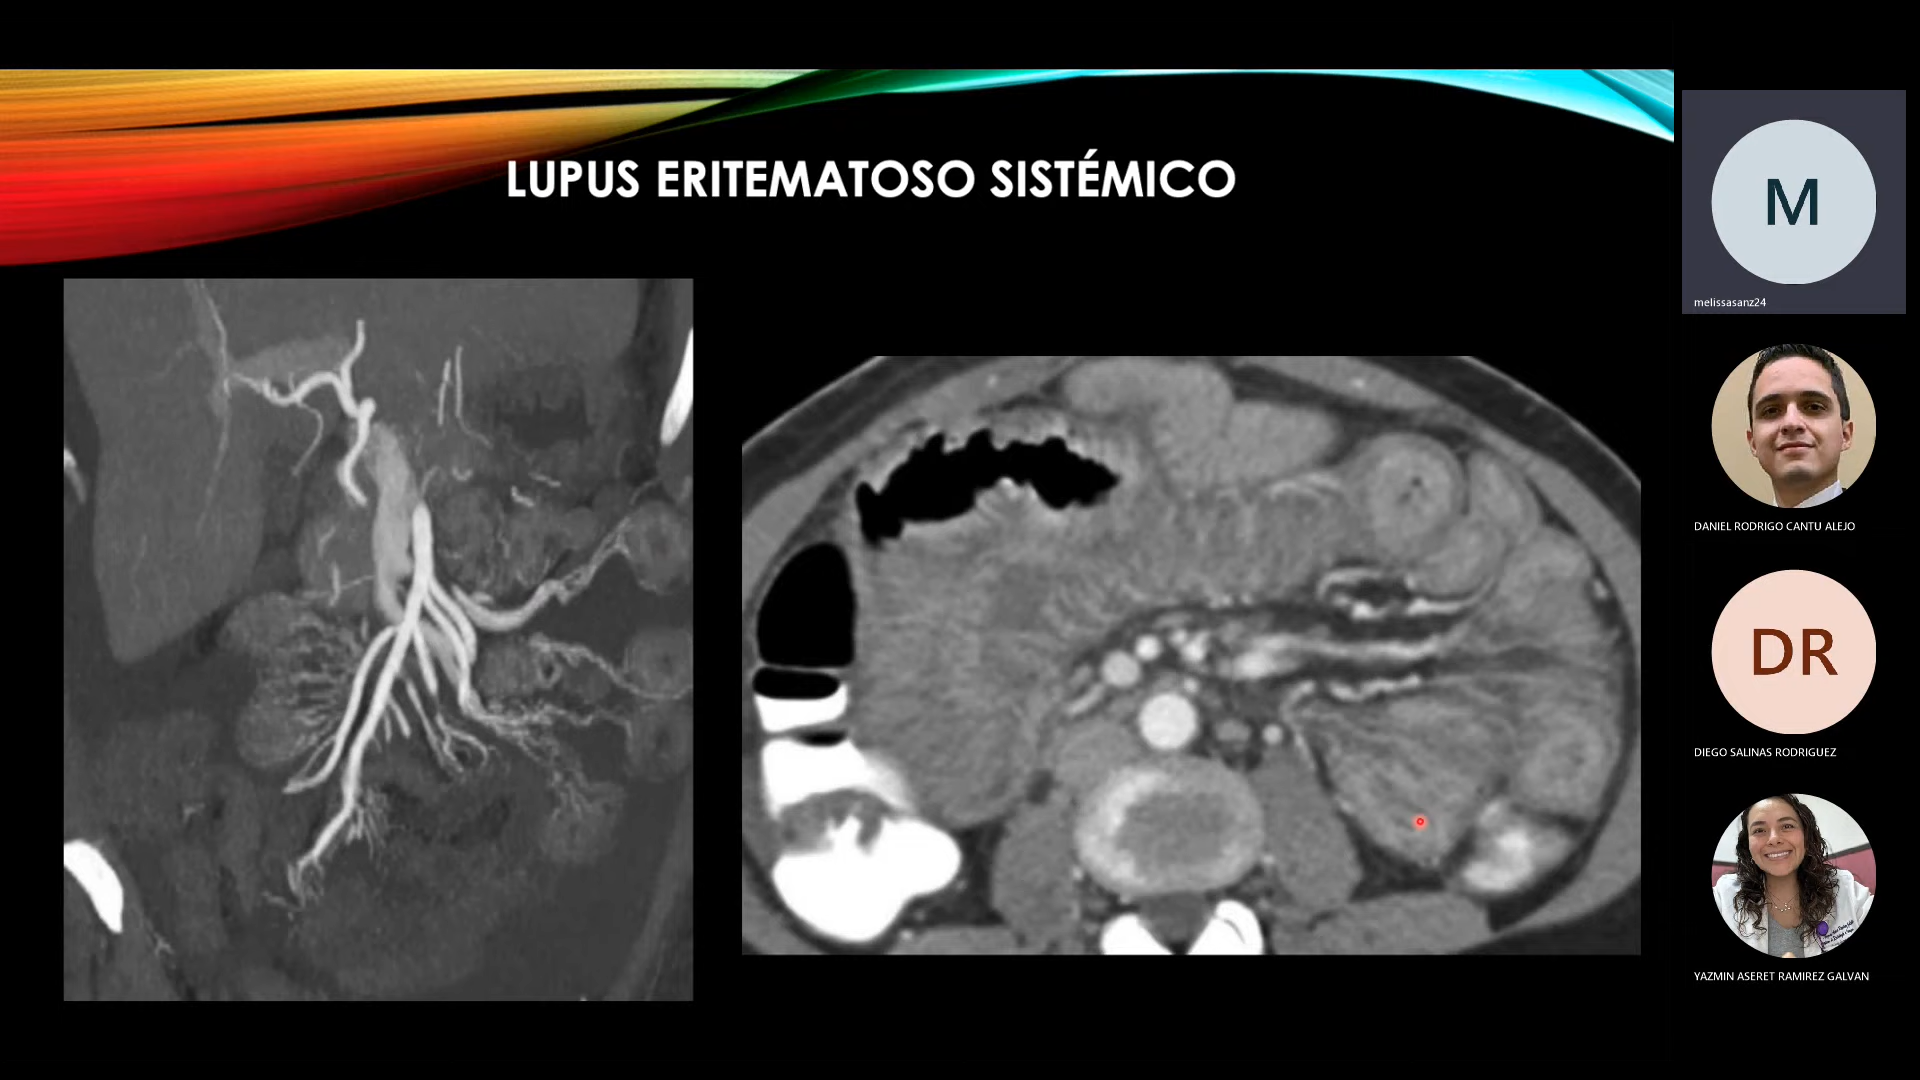 LUPUS ERITEMATOSO SISTÉMICO
M
melissasanz24
DANIEL RODRIGO CANTU ALEJO
DR
DIEGO SALINAS RODRIGUEZ
YAZMIN ASERET RAMIREZ GALVAN